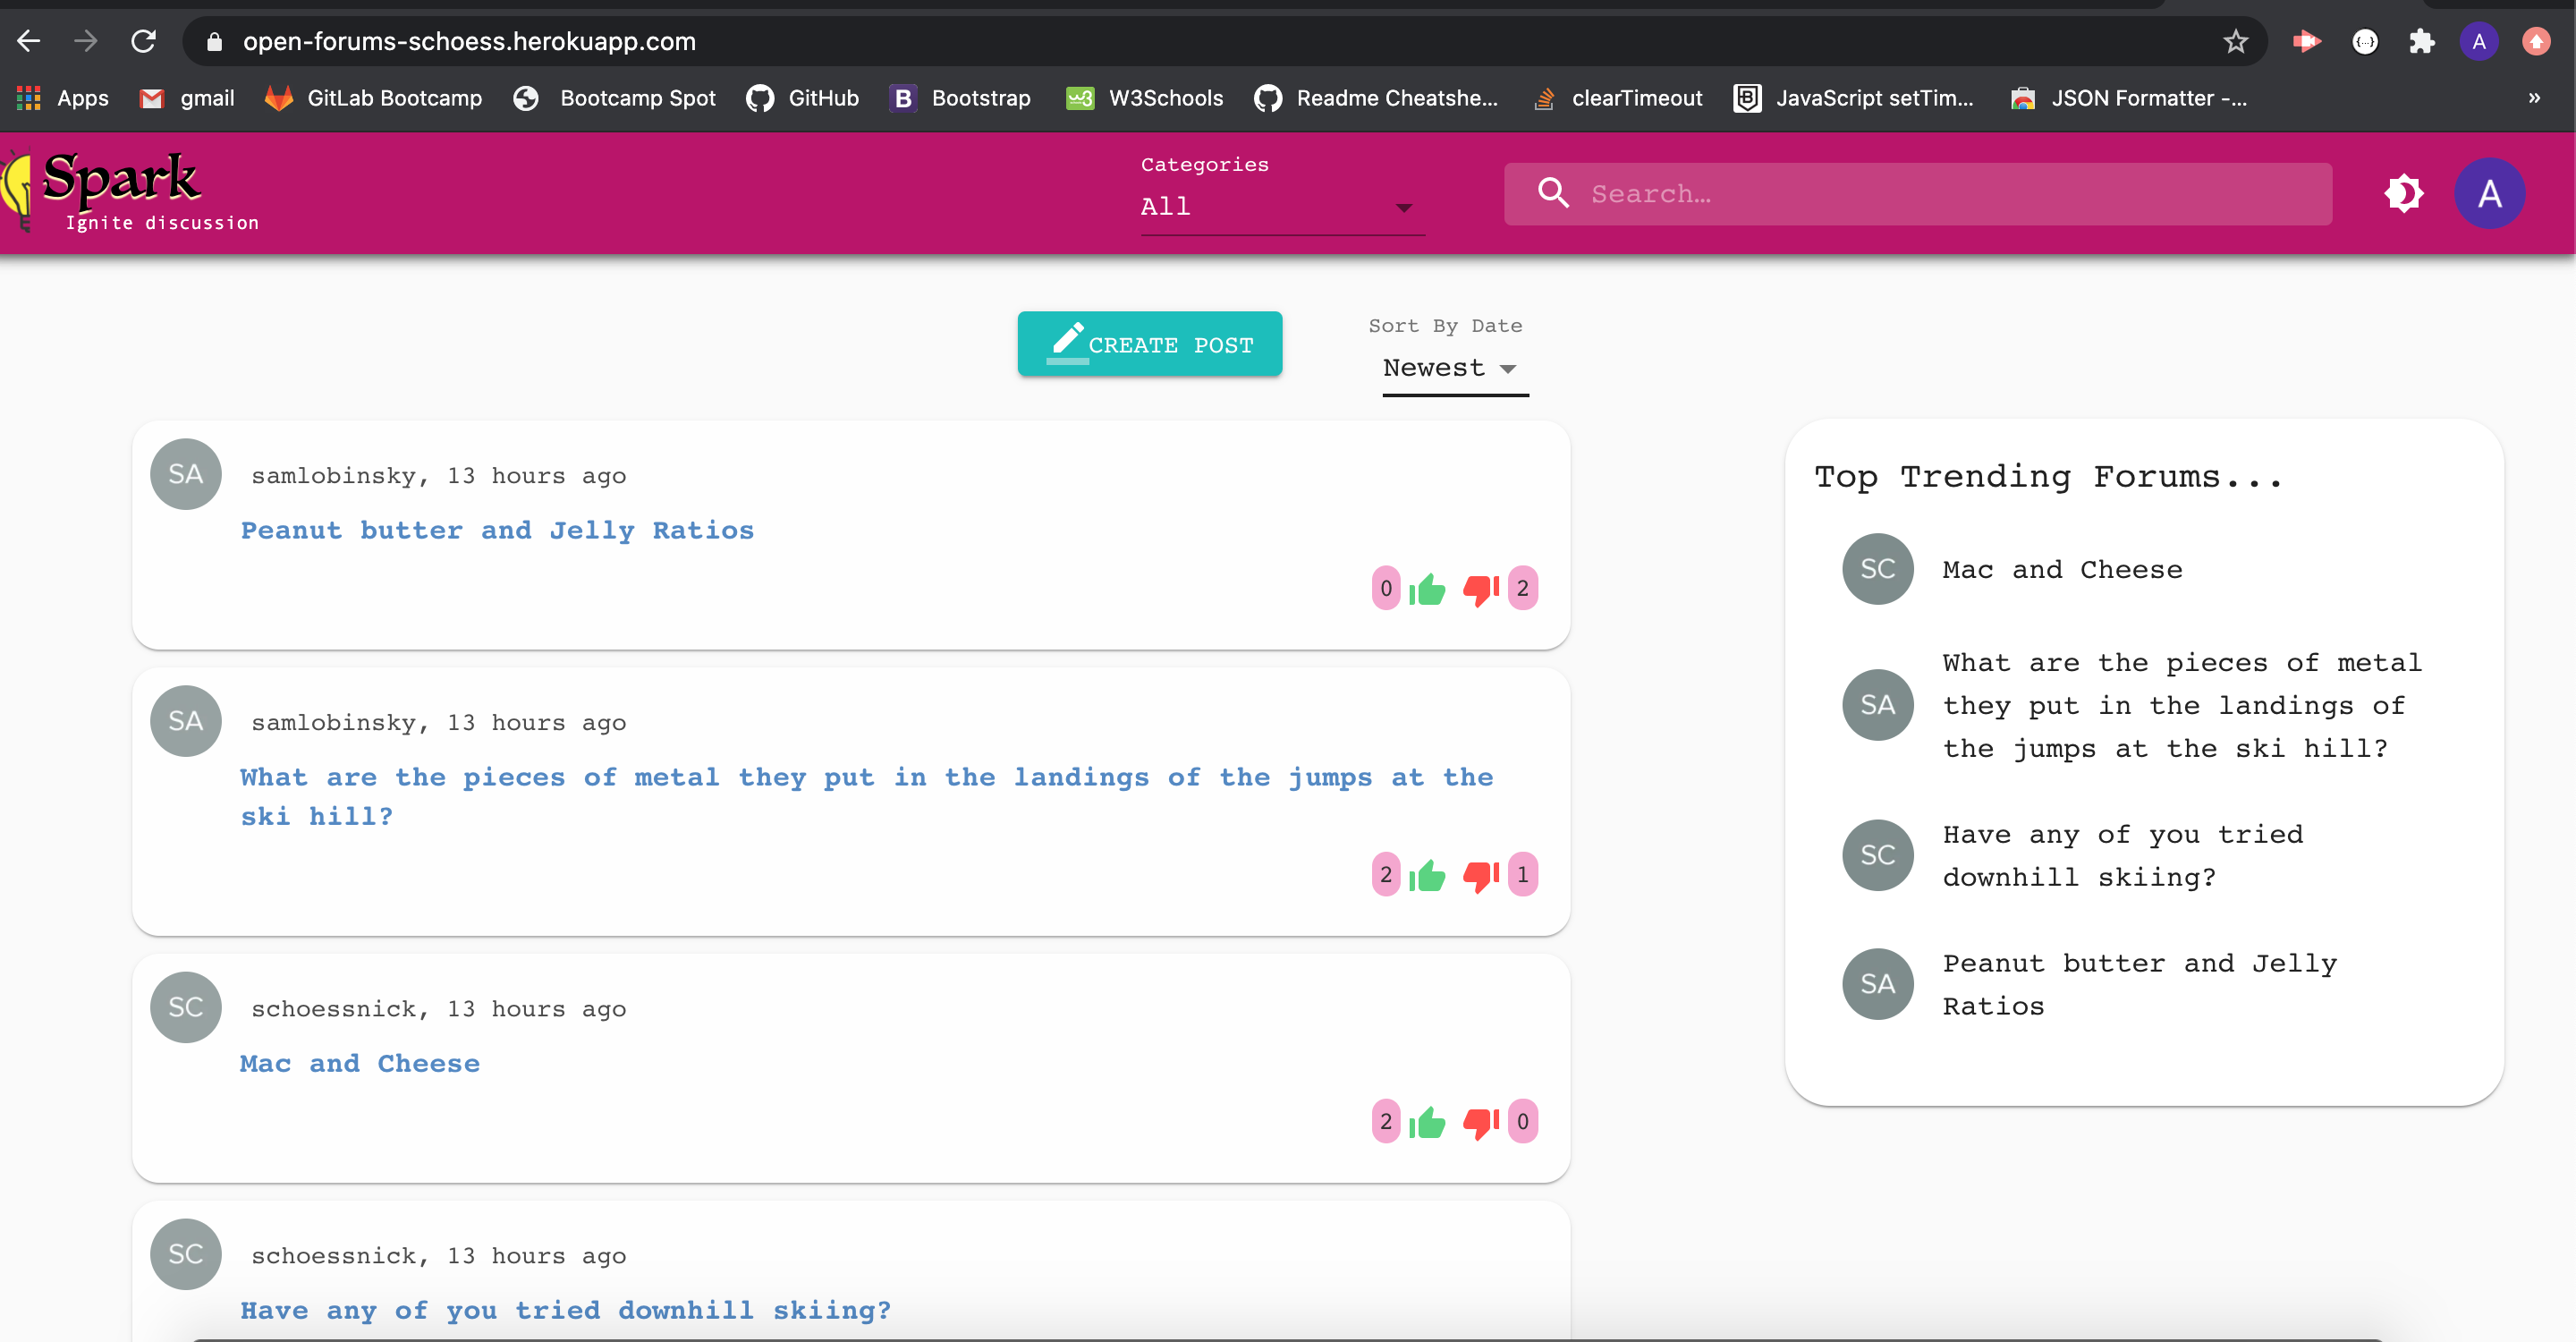 open-forums-schoess.herokuapp.com
A
Apps
gmail
GitLab Bootcamp
Bootcamp Spot
GitHub
B
Bootstrap
W3Schools
Readme Cheatshe...
clearTimeout
JavaScript setTim...
JSON Formatter -...
»
Spark
Ignite discussion
Categories
All
Search…
A
CREATE POST
Sort By Date
Newest
SA
samlobinsky, 13 hours ago
Peanut butter and Jelly Ratios
0
2
SA
samlobinsky, 13 hours ago
What are the pieces of metal they put in the landings of the jumps at the
ski hill?
2
1
SC
schoessnick, 13 hours ago
Mac and Cheese
2
0
SC
schoessnick, 13 hours ago
Have any of you tried downhill skiing?
Top Trending Forums...
SC
Mac and Cheese
SA
What are the pieces of metal
they put in the landings of
the jumps at the ski hill?
SC
Have any of you tried
downhill skiing?
SA
Peanut butter and Jelly
Ratios